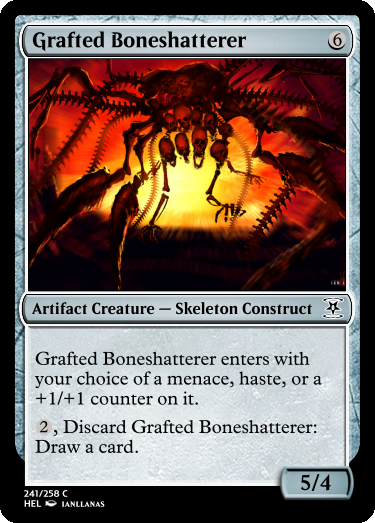 Grafted Boneshatterer 6
Artifact Creature — Skeleton Construct
Grafted Boneshatterer enters with
your choice of a menace, haste, or a
+1/+1 counter on it.
2, Discard Grafted Boneshatterer:
Draw a card.
5/4
241/258 C
HEL IANLLANAS